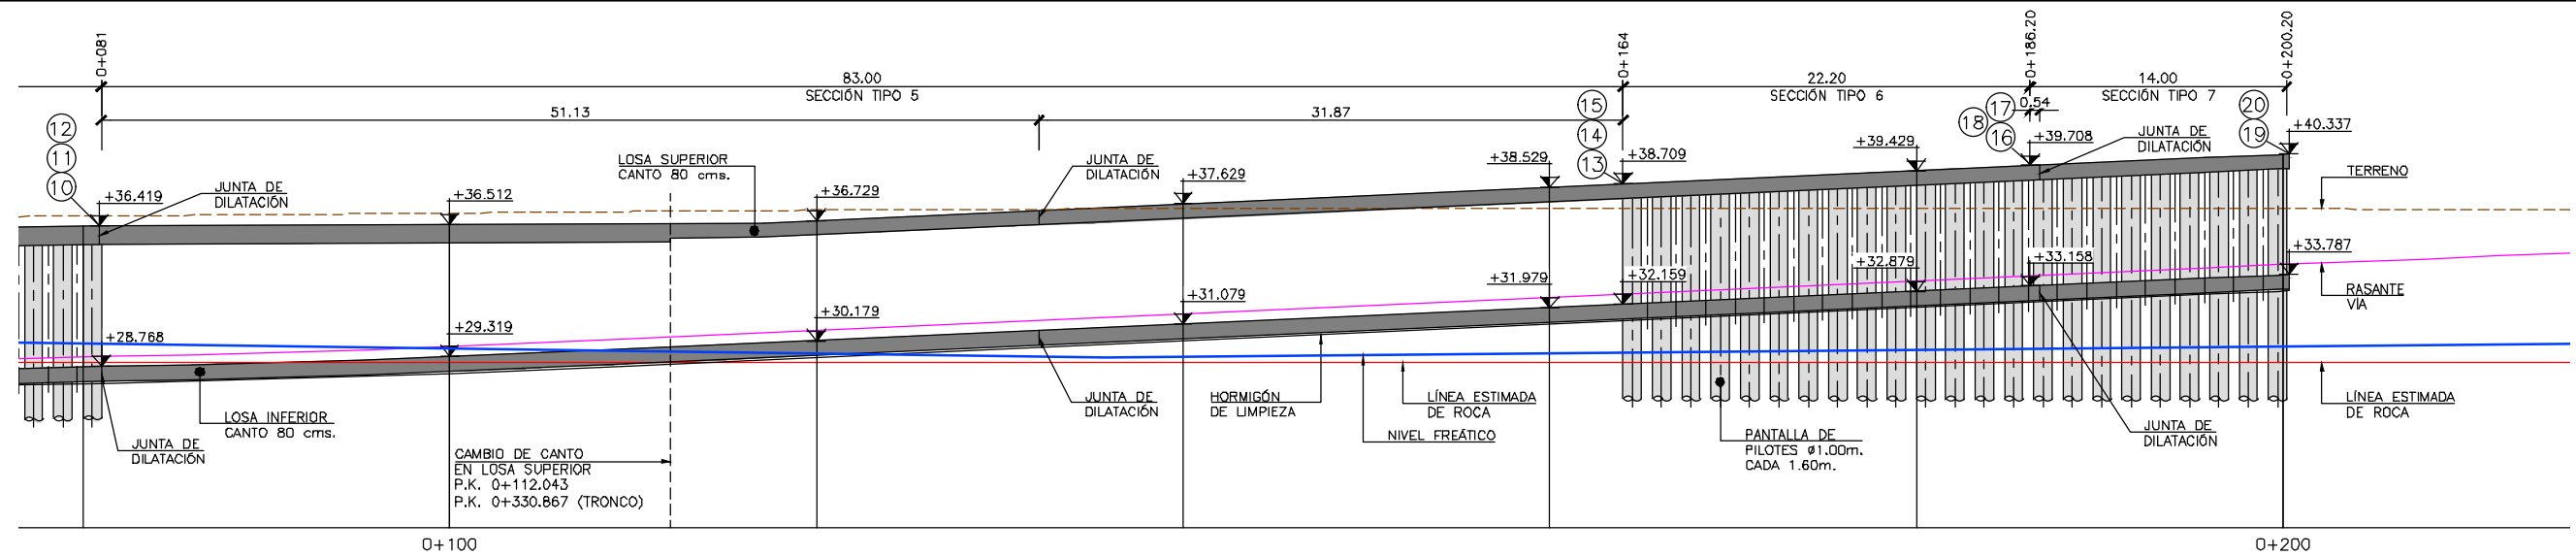 0+081
83.00
SECCIÓN TIPO 5
0+164
22.20
SECCIÓN TIPO 6
0+186.20
14.00
SECCIÓN TIPO 7
0+200.20
51.13
31.87
0.54
12
11
10
15
14
13
18
17
16
20
19
+36.419
JUNTA DE
DILATACIÓN
+36.512
LOSA SUPERIOR
CANTO 80 cms.
+36.729
JUNTA DE
DILATACIÓN
+37.629
+38.529
+38.709
+39.429
+39.708
JUNTA DE
DILATACIÓN
+40.337
TERRENO
+28.768
+29.319
+30.179
+31.079
+31.979
+32.159
+32.879
+33.158
+33.787
RASANTE
VÍA
JUNTA DE
DILATACIÓN
LOSA INFERIOR
CANTO 80 cms.
CAMBIO DE CANTO
EN LOSA SUPERIOR
P.K. 0+112.043
P.K. 0+330.867 (TRONCO)
JUNTA DE
DILATACIÓN
HORMIGÓN
DE LIMPIEZA
NIVEL FREÁTICO
LÍNEA ESTIMADA
DE ROCA
PANTALLA DE
PILOTES ø1.00m.
CADA 1.60m.
JUNTA DE
DILATACIÓN
LÍNEA ESTIMADA
DE ROCA
0+100
0+200